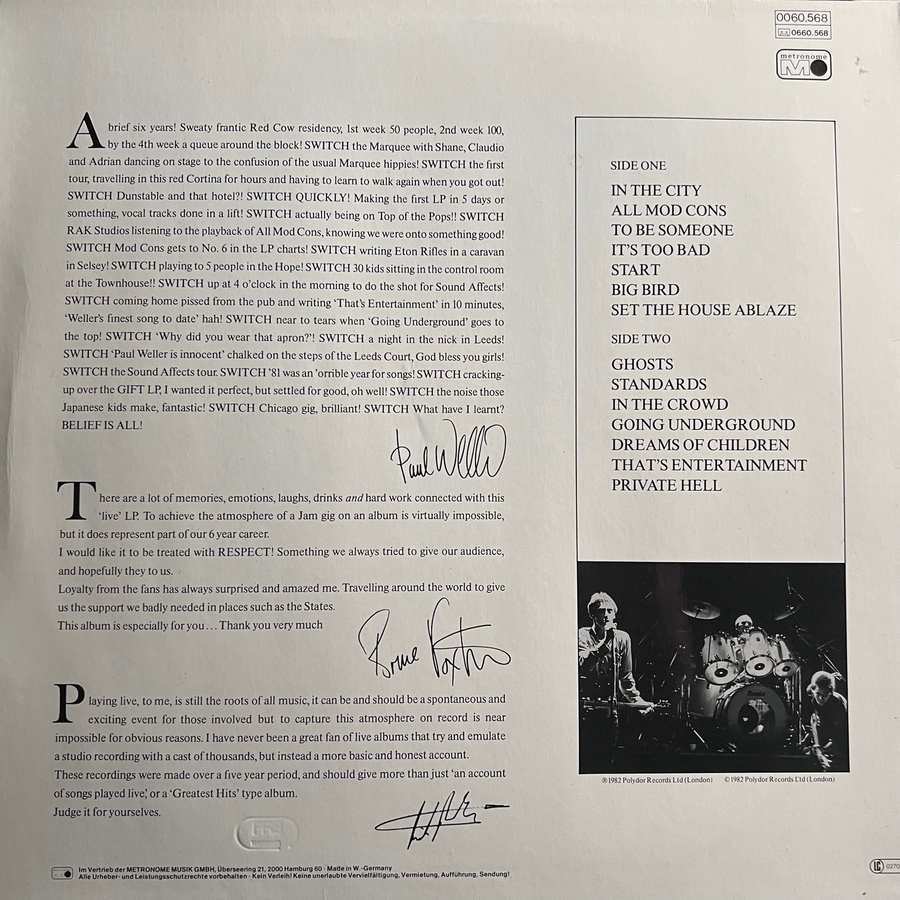 0060.568
0660.568
metronome
A brief six years! Sweaty frantic Red Cow residency, 1st week 50 people, 2nd week 100,
by the 4th week a queue around the block! SWITCH the Marquee with Shane, Claudio
and Adrian dancing on stage to the confusion of the usual Marquee hippies! SWITCH the first
tour, travelling in this red Cortina for hours and having to learn to walk again when you got out!
SWITCH Dunstable and that hotel?! SWITCH QUICKLY! Making the first LP in 5 days or
something, vocal tracks done in a lift! SWITCH actually being on Top of the Pops!! SWITCH
RAK Studios listening to the playback of All Mod Cons, knowing we were onto something good!
SWITCH Mod Cons gets to No. 6 in the LP charts! SWITCH writing Eton Rifles in a caravan
in Selsey! SWITCH playing to 5 people in the Hope! SWITCH 30 kids sitting in the control room
at the Townhouse!! SWITCH up at 4 o'clock in the morning to do the shot for Sound Affects!
SWITCH coming home pissed from the pub and writing 'That's Entertainment' in 10 minutes,
'Weller's finest song to date' hah! SWITCH near to tears when 'Going Underground' goes to
the top! SWITCH 'Why did you wear that apron?'! SWITCH a night in the nick in Leeds!
SWITCH 'Paul Weller is innocent' chalked on the steps of the Leeds Court, God bless you girls!
SWITCH the Sound Affects tour. SWITCH '81 was an 'orrible year for songs! SWITCH cracking-
up over the GIFT LP, I wanted it perfect, but settled for good, oh well! SWITCH the noise those
Japanese kids make, fantastic! SWITCH Chicago gig, brilliant! SWITCH What have I learnt?
BELIEF IS ALL!
Paul Weller
There are a lot of memories, emotions, laughs, drinks and hard work connected with this
'live' LP. To achieve the atmosphere of a Jam gig on an album is virtually impossible,
but it does represent part of our 6 year career.
I would like it to be treated with RESPECT! Something we always tried to give our audience,
and hopefully they to us.
Loyalty from the fans has always surprised and amazed me. Travelling around the world to give
us the support we badly needed in places such as the States.
This album is especially for you... Thank you very much
Bruce Foxton
Playing live, to me, is still the roots of all music, it can be and should be a spontaneous and
exciting event for those involved but to capture this atmosphere on record is near
impossible for obvious reasons. I have never been a great fan of live albums that try and emulate
a studio recording with a cast of thousands, but instead a more basic and honest account.
These recordings were made over a five year period, and should give more than just 'an account
of songs played live', or a 'Greatest Hits' type album.
Judge it for yourselves.
SIDE ONE
IN THE CITY
ALL MOD CONS
TO BE SOMEONE
IT'S TOO BAD
START
BIG BIRD
SET THE HOUSE ABLAZE
SIDE TWO
GHOSTS
STANDARDS
IN THE CROWD
GOING UNDERGROUND
DREAMS OF CHILDREN
THAT'S ENTERTAINMENT
PRIVATE HELL
℗1982 Polydor Records Ltd (London) ©1982 Polydor Records Ltd (London)
Im Vertrieb der METRONOME MUSIK GMBH, Überseering 21, 2000 Hamburg 60 · Made in W.-Germany
Alle Urheber- und Leistungsschutzrechte vorbehalten · Kein Verleih! Keine unerlaubte Vervielfältigung, Vermietung, Aufführung, Sendung!
LC 0270